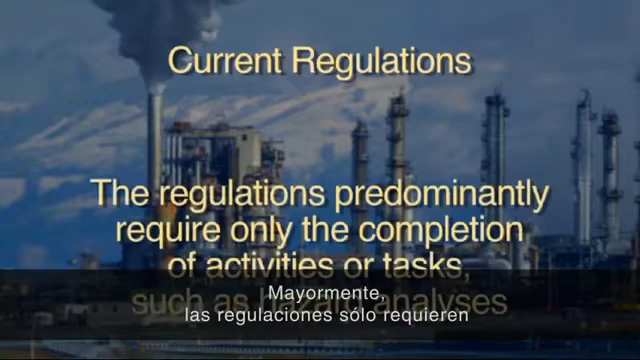 Current Regulations
The regulations predominantly
require only the completion
of activities or tasks,
such as analyses
Mayormente,
las regulaciones sólo requieren